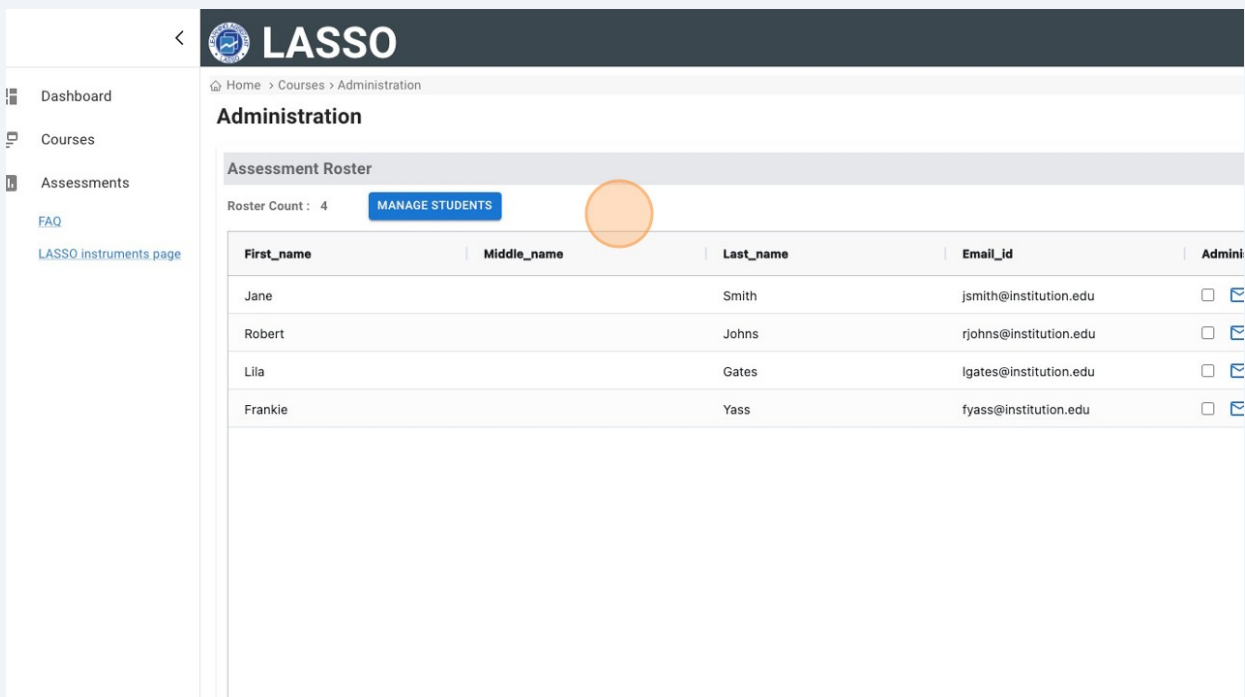 LASSO
Home > Courses > Administration
Administration
Dashboard
Courses
Assessments
FAQ
LASSO instruments page
Assessment Roster
Roster Count : 4 MANAGE STUDENTS
First_name Middle_name Last_name Email_id Adminis
Jane Smith jsmith@institution.edu
Robert Johns rjohns@institution.edu
Lila Gates lgates@institution.edu
Frankie Yass fyass@institution.edu